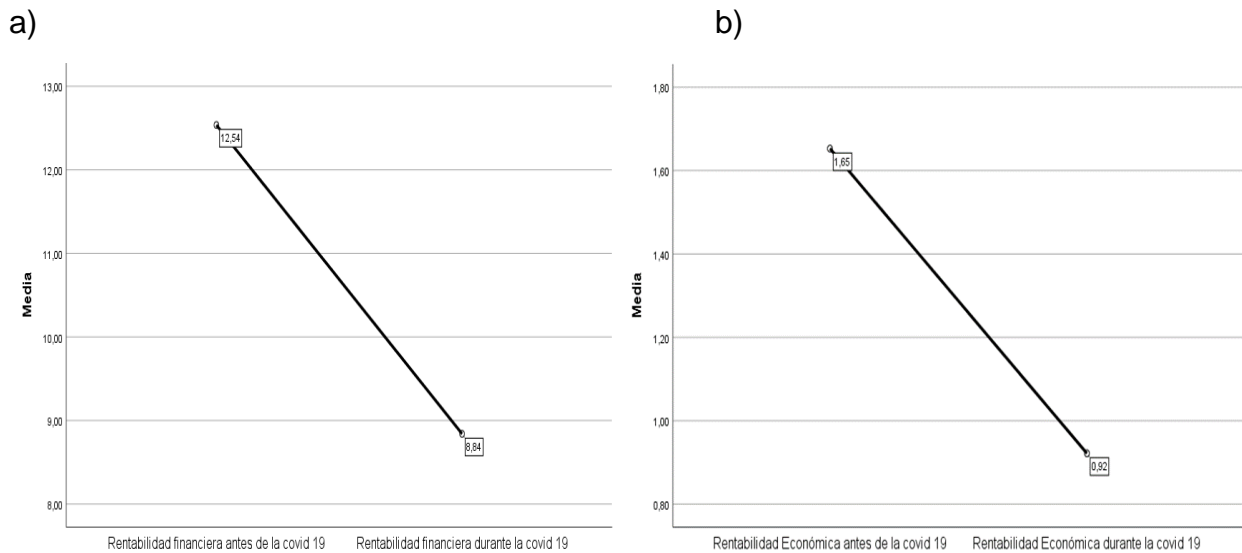 a)
13,00
12,00
11,00
10,00
9,00
8,00
Media
12,54
8,84
Rentabilidad financiera antes de la covid 19
Rentabilidad financiera durante la covid 19
b)
1,80
1,60
1,40
1,20
1,00
0,80
Media
1,65
0,92
Rentabilidad Económica antes de la covid 19
Rentabilidad Económica durante la covid 19